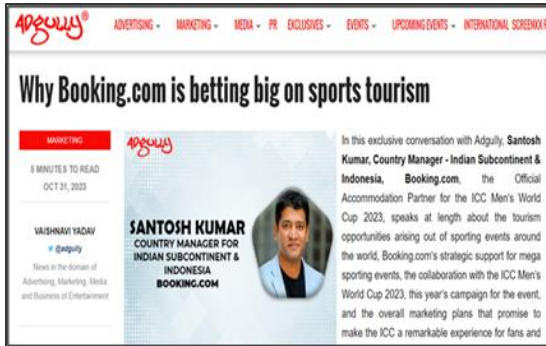 Adgully®
ADVERTISING MARKETING MEDIA PR EXCLUSIVES EVENTS UPCOMING EVENTS INTERNATIONAL SCREENXX
Why Booking.com is betting big on sports tourism
MARKETING
5 MINUTES TO READ
OCT 31, 2023
VAISHNAVI YADAV
@adgully
News in the domain of
Advertising, Marketing, Media
and Business of Entertainment
Adgully
SANTOSH KUMAR
COUNTRY MANAGER FOR
INDIAN SUBCONTINENT &
INDONESIA
BOOKING.COM
In this exclusive conversation with Adgully, Santosh
Kumar, Country Manager - Indian Subcontinent &
Indonesia, Booking.com, the Official
Accommodation Partner for the ICC Men's World
Cup 2023, speaks at length about the tourism
opportunities arising out of sporting events around
the world, Booking.com's strategic support for mega
sporting events, the collaboration with the ICC Men's
World Cup 2023, this year's campaign for the event,
and the overall marketing plans that promise to
make the ICC a remarkable experience for fans and